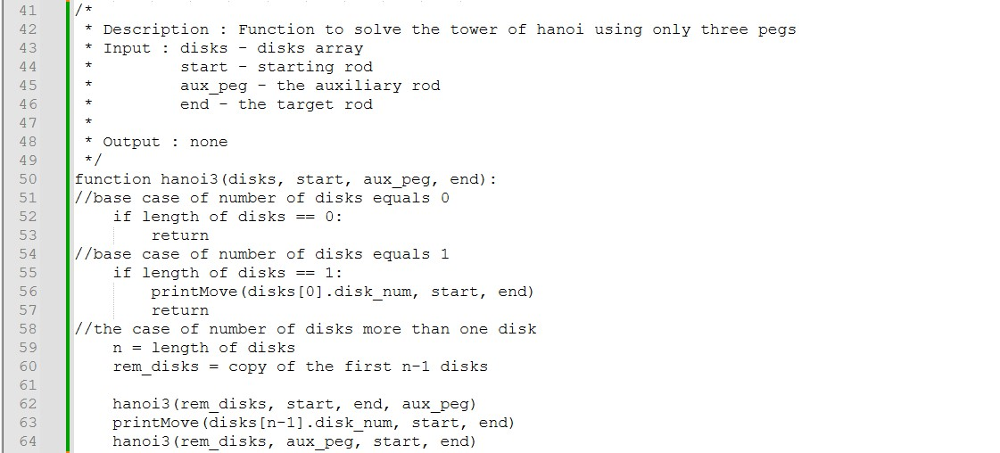 41 /*
42 * Description : Function to solve the tower of hanoi using only three pegs
43 * Input : disks - disks array
44 * start - starting rod
45 * aux_peg - the auxiliary rod
46 * end - the target rod
47 *
48 * Output : none
49 */
50 function hanoi3(disks, start, aux_peg, end):
51 //base case of number of disks equals 0
52 if length of disks == 0:
53 return
54 //base case of number of disks equals 1
55 if length of disks == 1:
56 printMove(disks[0].disk_num, start, end)
57 return
58 //the case of number of disks more than one disk
59 n = length of disks
60 rem_disks = copy of the first n-1 disks
61
62 hanoi3(rem_disks, start, end, aux_peg)
63 printMove(disks[n-1].disk_num, start, end)
64 hanoi3(rem_disks, aux_peg, start, end)